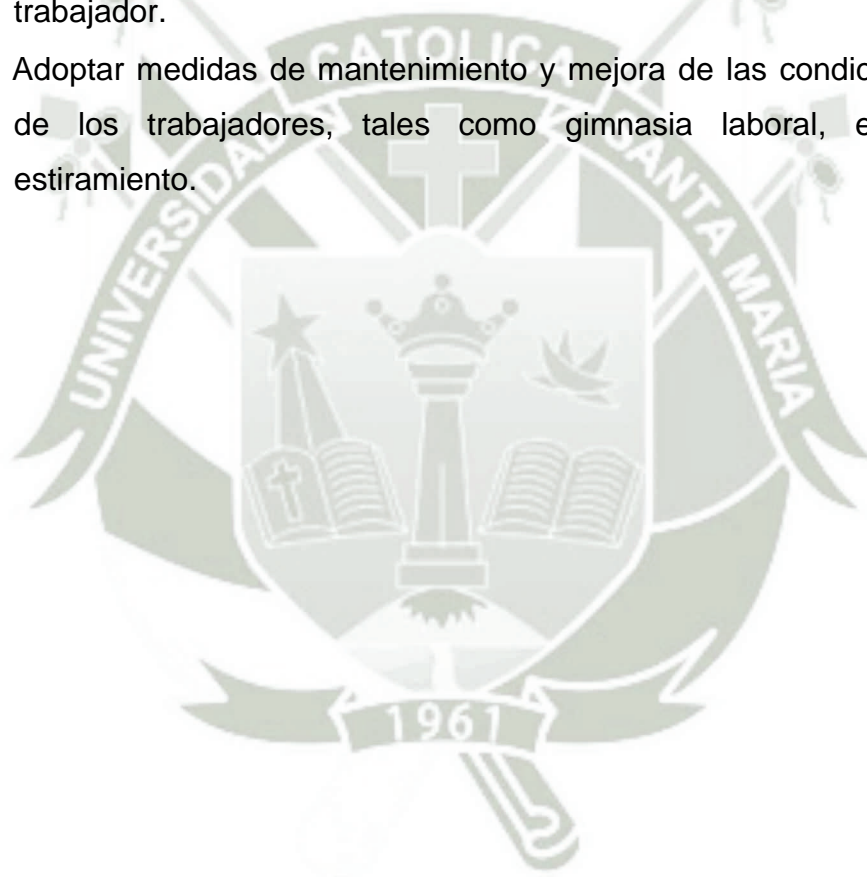 trabajador.
Adoptar medidas de mantenimiento y mejora de las
de los trabajadores, tales como gimnasia laboral,
estiramiento.
UNIVERSIDAD CATOLICA SANTA MARIA
1961